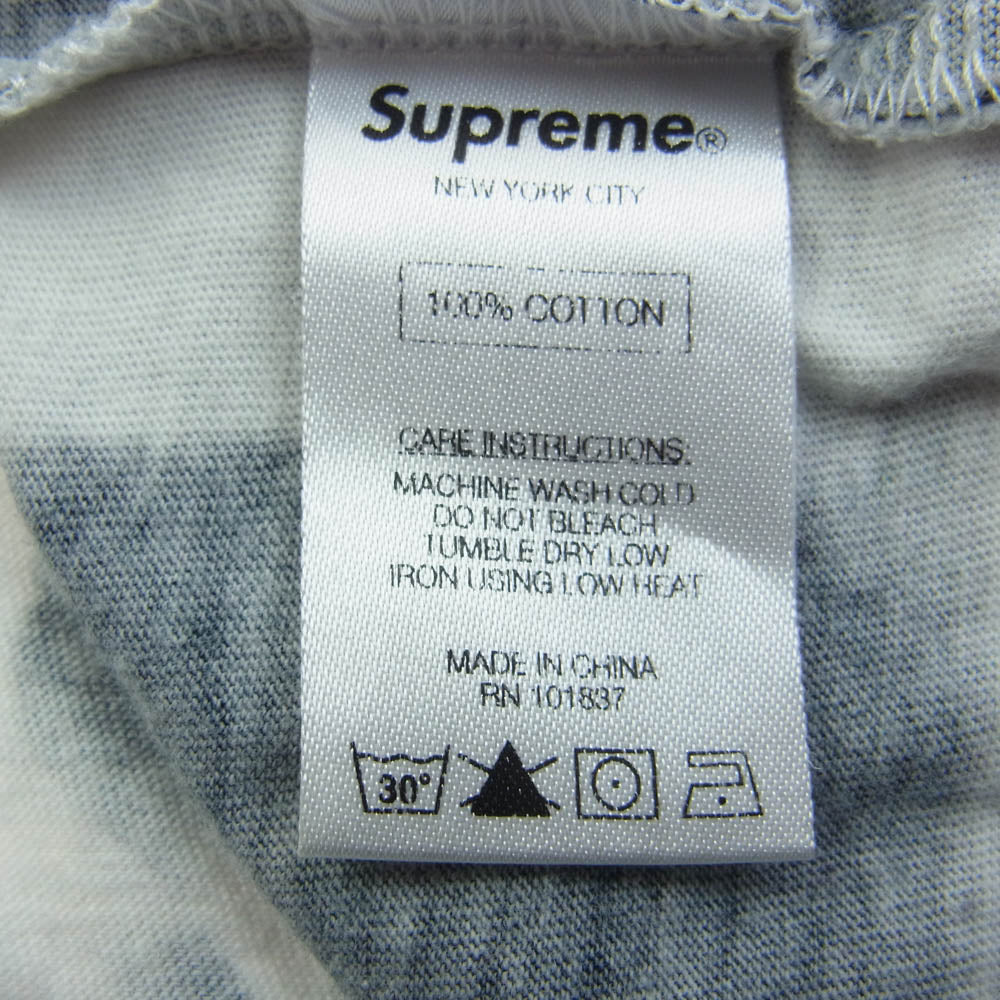 Supreme®
NEW YORK CITY
100% COTTON
CARE INSTRUCTIONS:
MACHINE WASH COLD
DO NOT BLEACH
TUMBLE DRY LOW
IRON USING LOW HEAT
MADE IN CHINA
RN 101837
30°